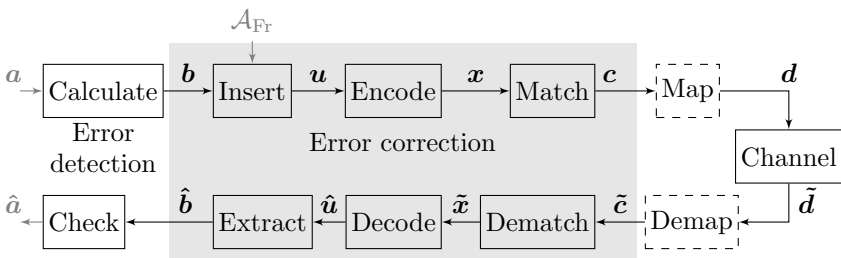 𝒜_Fr
a b u x c d
Calculate Insert Encode Match Map
Error
detection
Error correction
Channel
â b̂ û x̃ c̃ d̃
Check Extract Decode Dematch Demap